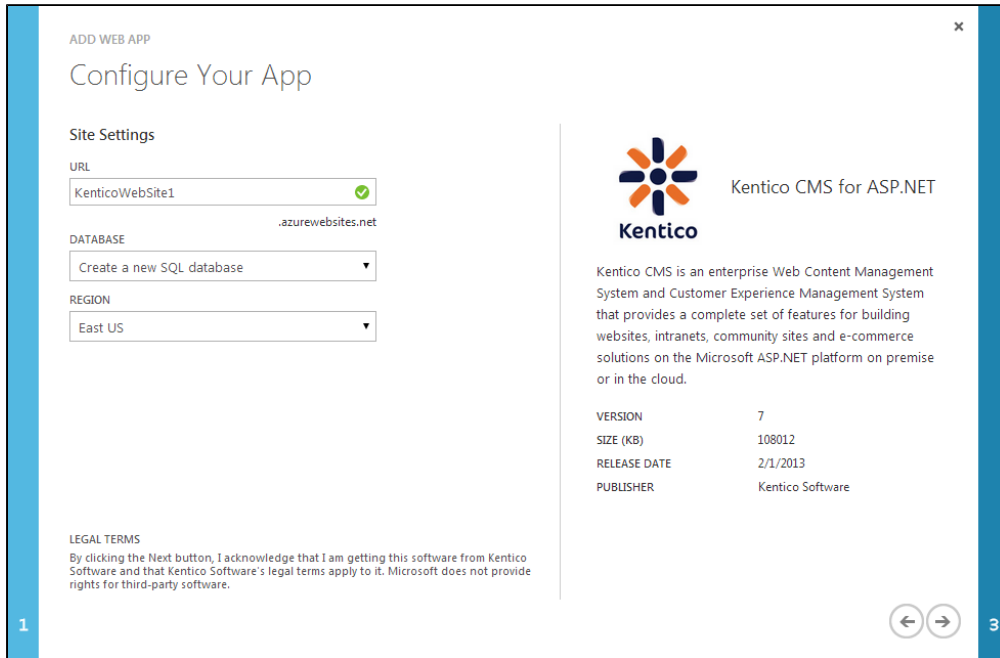 ADD WEB APP
×
Configure Your App
Site Settings
URL
KenticoWebSite1
.azurewebsites.net
DATABASE
Create a new SQL database
REGION
East US
LEGAL TERMS
By clicking the Next button, I acknowledge that I am getting this software from Kentico
Software and that Kentico Software's legal terms apply to it. Microsoft does not provide
rights for third-party software.
Kentico
Kentico CMS for ASP.NET
Kentico CMS is an enterprise Web Content Management
System and Customer Experience Management System
that provides a complete set of features for building
websites, intranets, community sites and e-commerce
solutions on the Microsoft ASP.NET platform on premise
or in the cloud.
VERSION 7
SIZE (KB) 108012
RELEASE DATE 2/1/2013
PUBLISHER Kentico Software
1
3